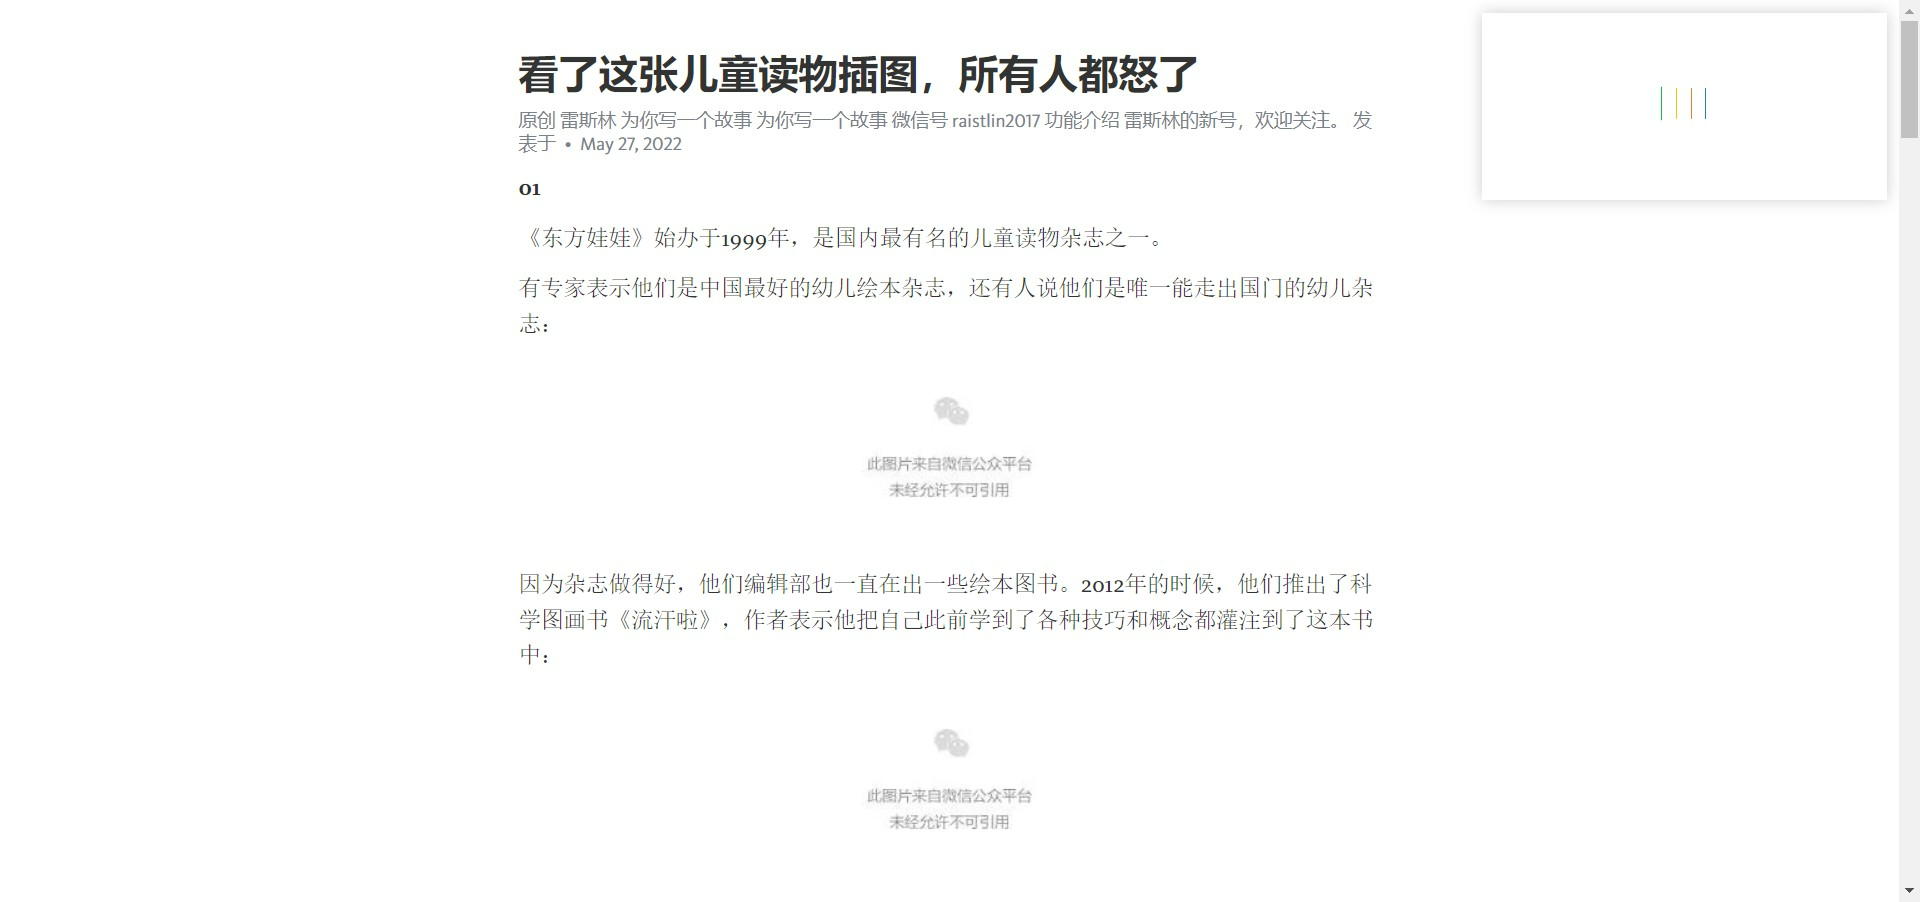 看了这张儿童读物插图，所有人都怒了
原创 雷斯林 为你写一个故事 为你写一个故事 微信号 raistlin2017 功能介绍 雷斯林的新号，欢迎关注。 发
表于 • May 27, 2022
01
《东方娃娃》始办于1999年，是国内最有名的儿童读物杂志之一。
有专家表示他们是中国最好的幼儿绘本杂志，还有人说他们是唯一能走出国门的幼儿杂
志：
此图片来自微信公众平台
未经允许不可引用
因为杂志做得好，他们编辑部也一直在出一些绘本图书。2012年的时候，他们推出了科
学图画书《流汗啦》，作者表示他把自己此前学到了各种技巧和概念都灌注到了这本书
中：
此图片来自微信公众平台
未经允许不可引用